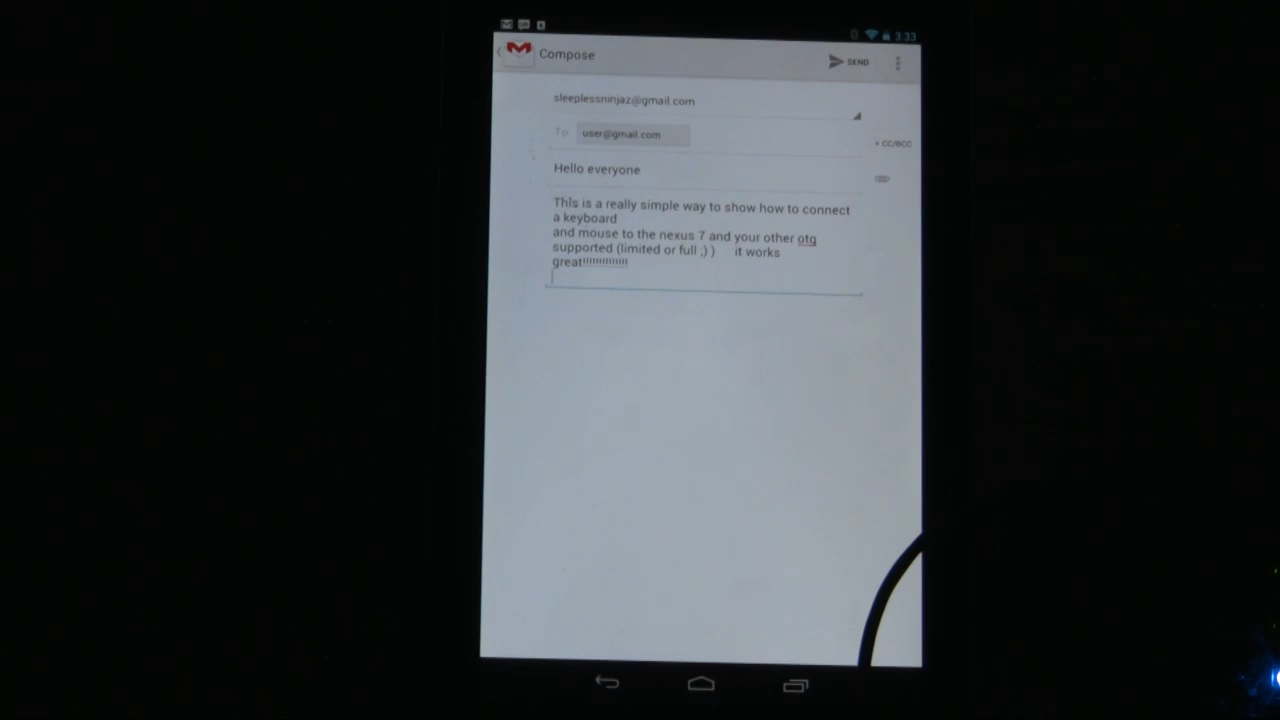 3:33
Compose
SEND
sleeplessninjaz@gmail.com
To user@gmail.com
+ CC/BCC
Hello everyone
This is a really simple way to show how to connect
a keyboard
and mouse to the nexus 7 and your other otg
supported (limited or full ;) ) it works
great!!!!!!!!!!!!!!